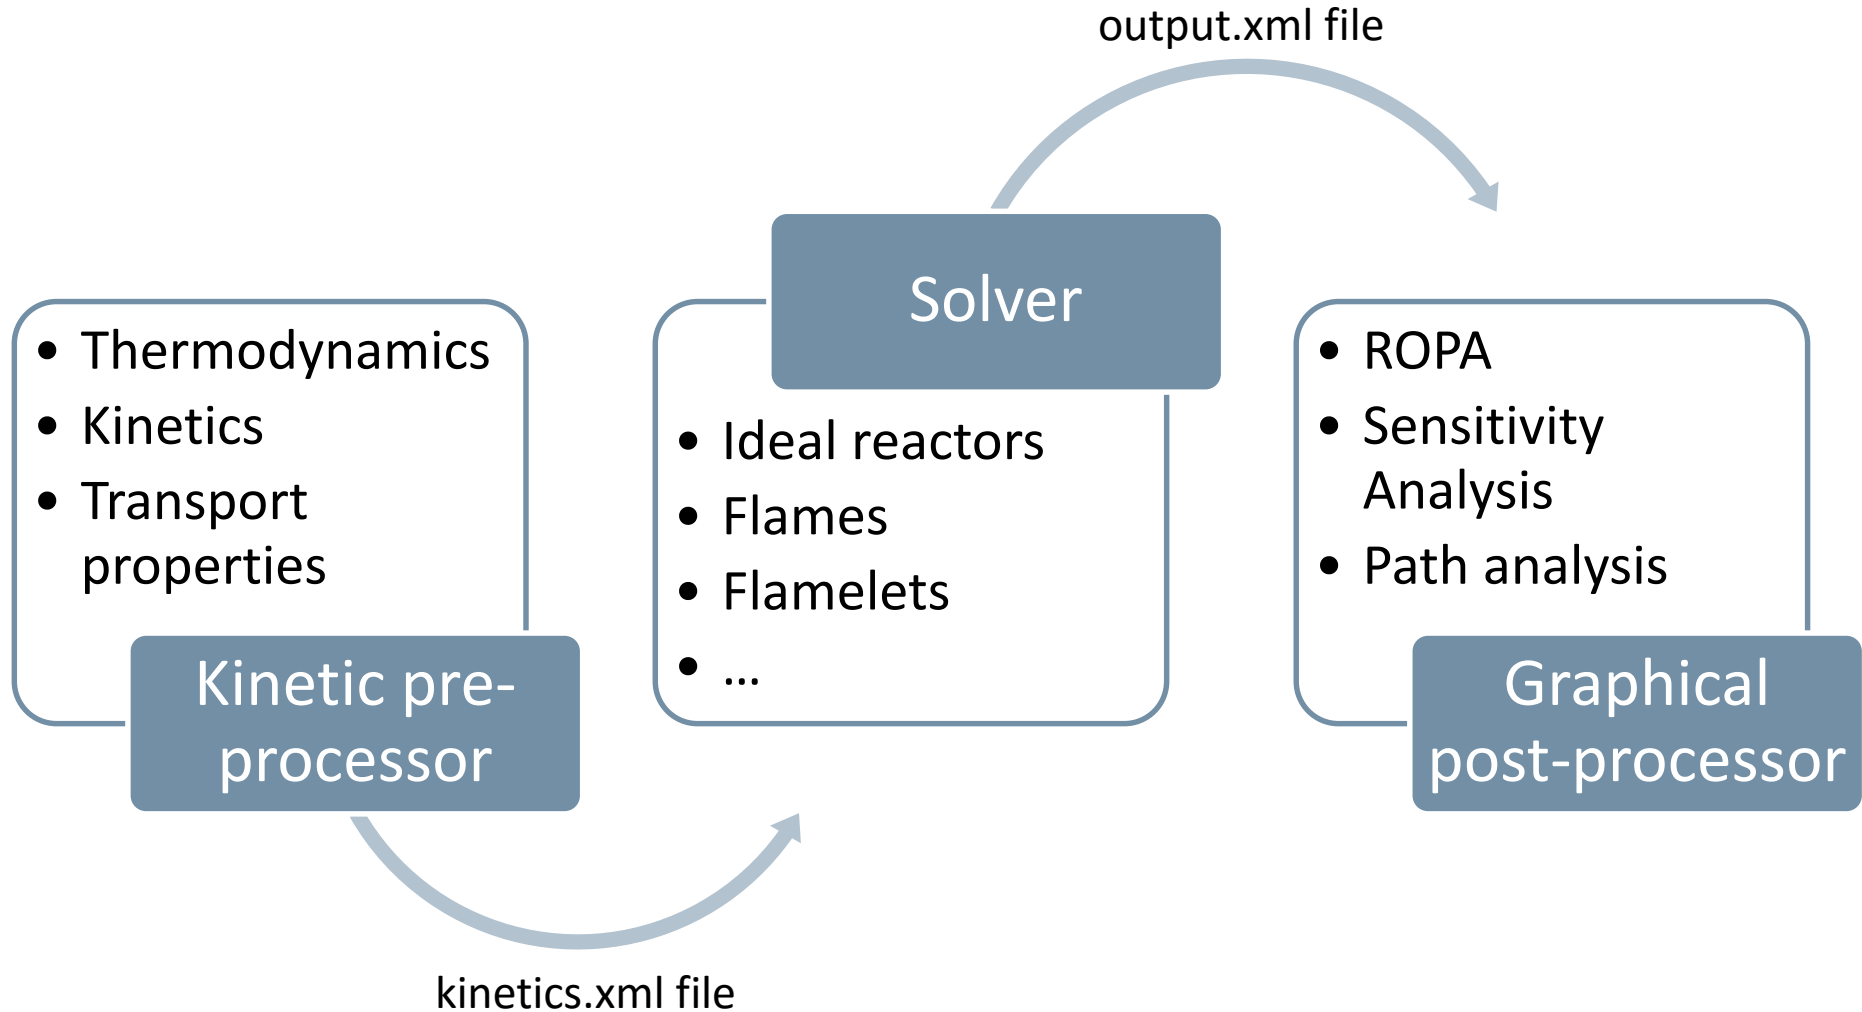 output.xml file
• Thermodynamics
• Kinetics
• Transport
properties
Kinetic pre-
processor
kinetics.xml file
Solver
• Ideal reactors
• Flames
• Flamelets
• ...
• ROPA
• Sensitivity
Analysis
• Path analysis
Graphical
post-processor